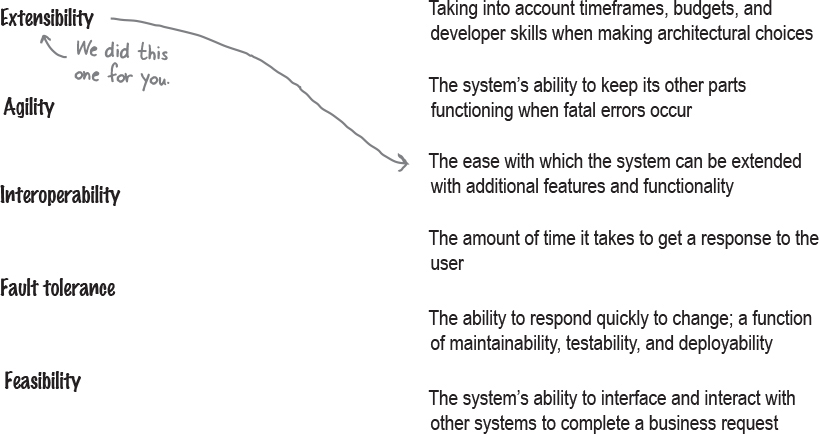 Extensibility
We did this
one for you.
Agility
Interoperability
Fault tolerance
Feasibility
Taking into account timeframes, budgets, and
developer skills when making architectural choices
The system’s ability to keep its other parts
functioning when fatal errors occur
The ease with which the system can be extended
with additional features and functionality
The amount of time it takes to get a response to the
user
The ability to respond quickly to change; a function
of maintainability, testability, and deployability
The system’s ability to interface and interact with
other systems to complete a business request